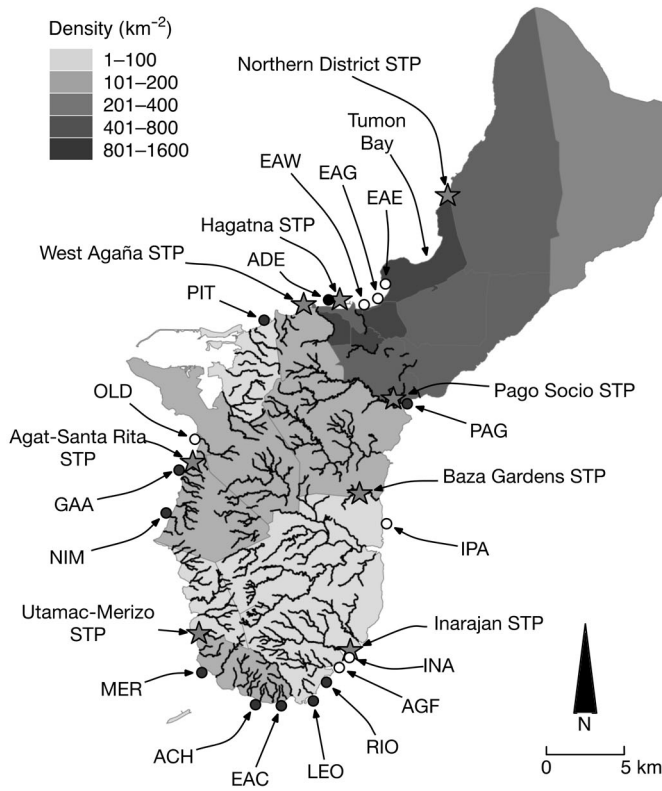 Density (km⁻²)
1–100
101–200
201–400
401–800
801–1600
Northern District STP
Tumon
Bay
EAW
EAG
EAE
Hagatna STP
West Agaña STP
ADE
PIT
OLD
Pago Socio STP
PAG
Agat-Santa Rita
STP
GAA
Baza Gardens STP
NIM
IPA
Utamac-Merizo
STP
Inarajan STP
INA
MER
AGF
RIO
ACH
EAC
LEO
N
0 5 km